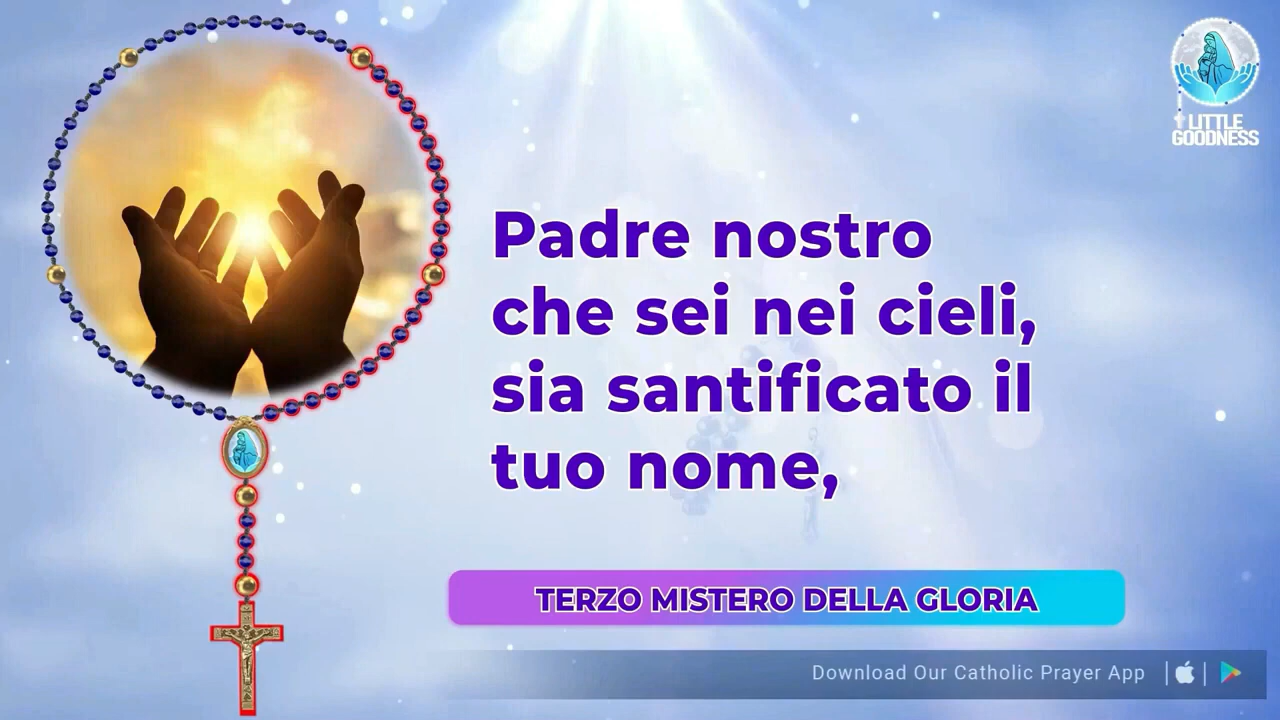 LITTLE
GOODNESS
Padre nostro
che sei nei cieli,
sia santificato il
tuo nome,
TERZO MISTERO DELLA GLORIA
Download Our Catholic Prayer App